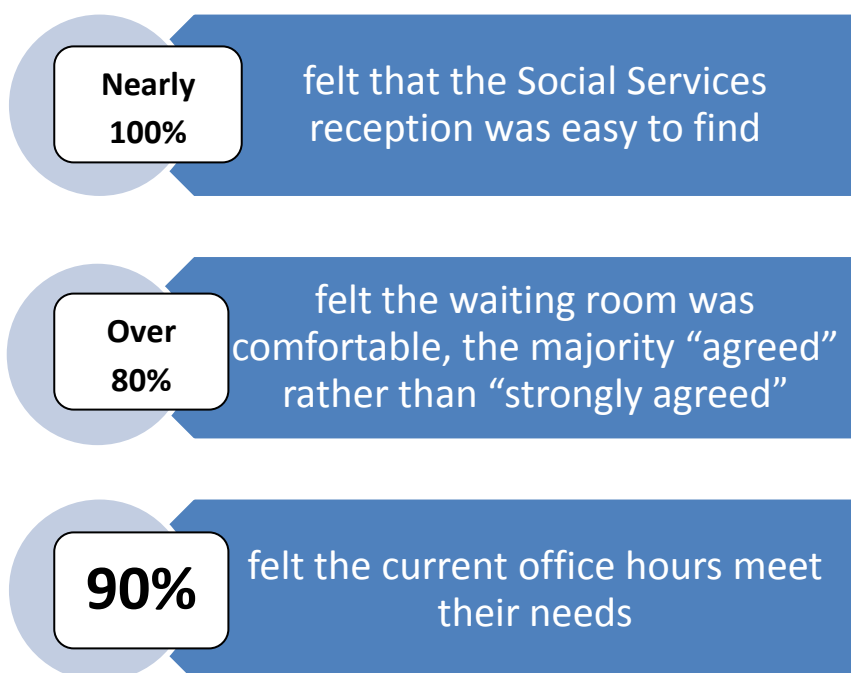 Nearly
100%
felt that the Social Services
reception was easy to find
Over
80%
felt the waiting room was
comfortable, the majority “agreed”
rather than “strongly agreed”
90%
felt the current office hours meet
their needs